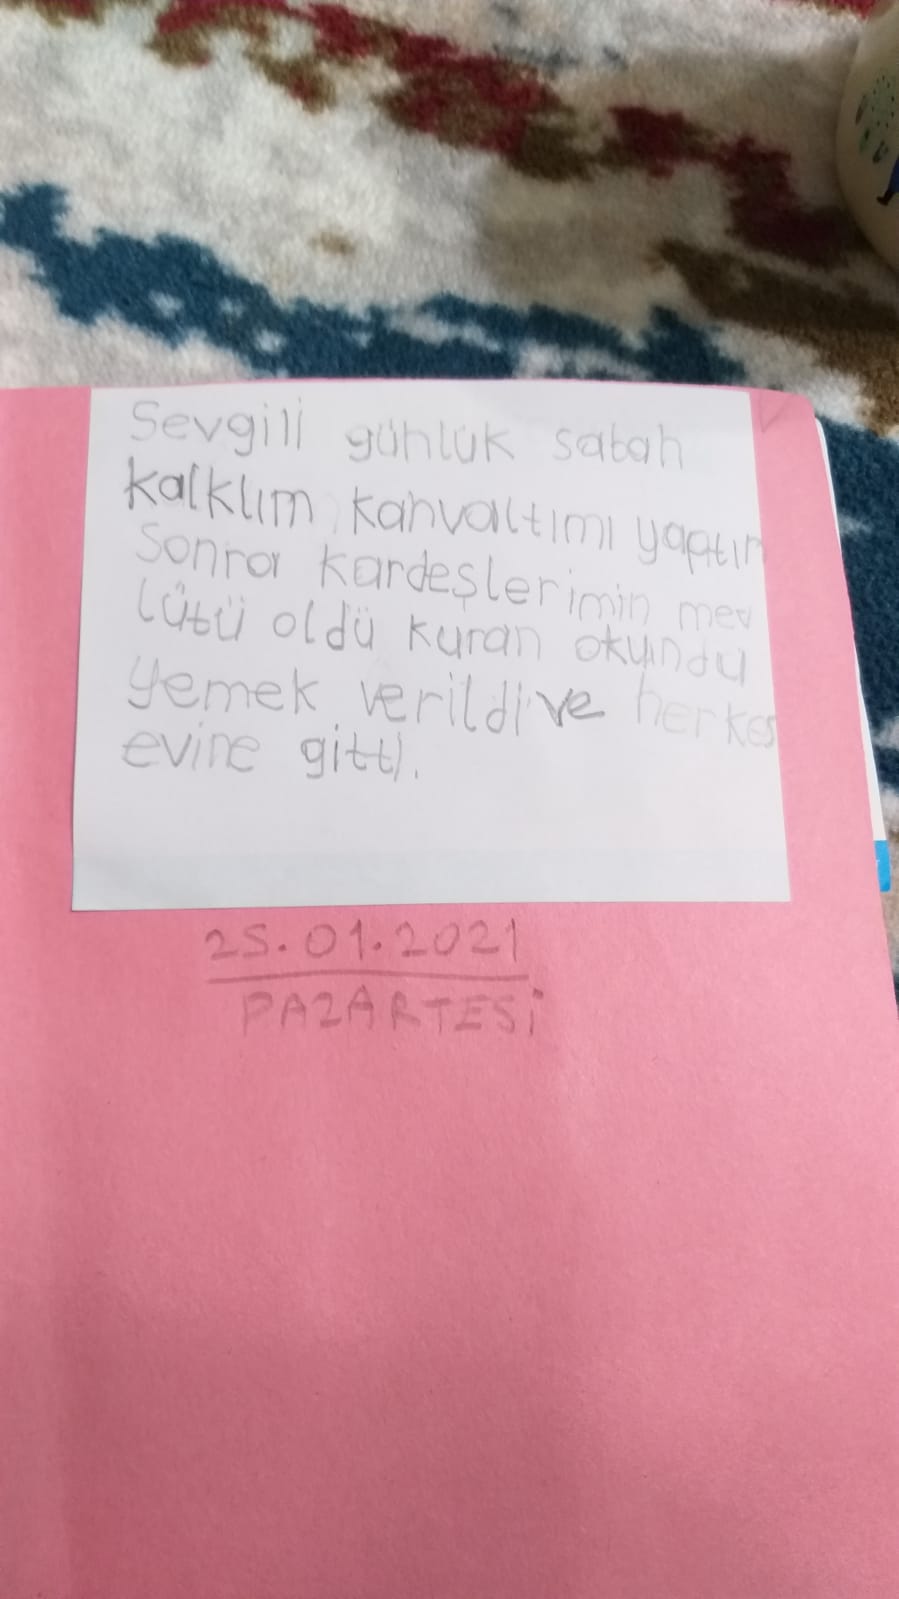 Sevgili günlük sabah
kalktım kahvaltımı yaptım
Sonra kardeşlerimin mev
lütü oldü kuran okundu
yemek verildi ve herkes
evine gitti.
25.01.2021
PAZARTESİ